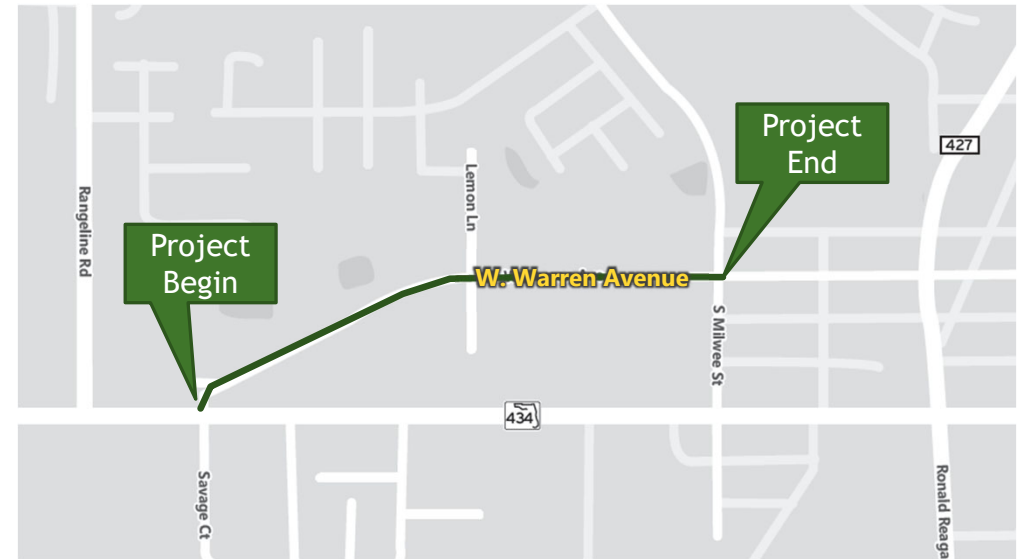 Project
End
427
Lemon Ln
Rangeline Rd
Project
Begin
W. Warren Avenue
S Milwee St
434
Savage Ct
Ronald Reaga